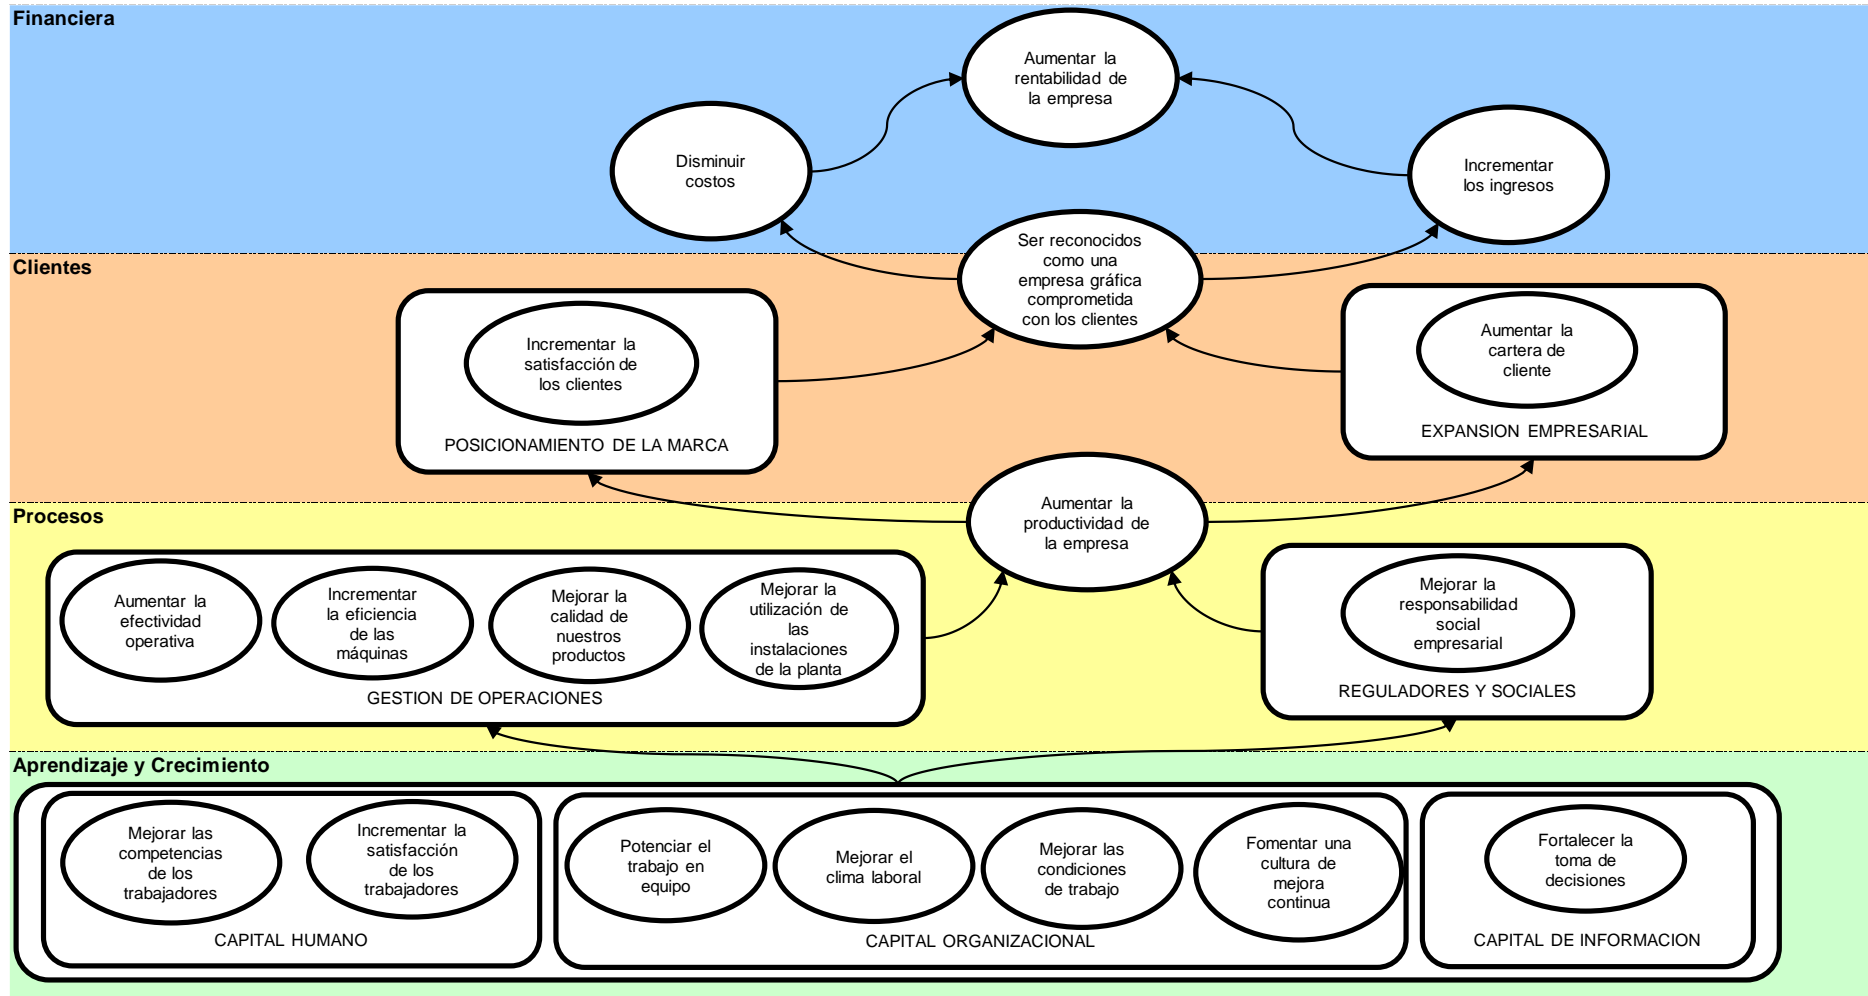 Financiera
Aumentar la
rentabilidad de
la empresa
Disminuir
costos
Incrementar
los ingresos
Clientes
Ser reconocidos
como una
empresa gráfica
comprometida
con los clientes
Incrementar la
satisfacción de
los clientes
POSICIONAMIENTO DE LA MARCA
Aumentar la
cartera de
cliente
EXPANSION EMPRESARIAL
Procesos
Aumentar la
productividad de
la empresa
Aumentar la
efectividad
operativa
Incrementar
la eficiencia
de las
máquinas
Mejorar la
calidad de
nuestros
productos
Mejorar la
utilización de
las
instalaciones
de la planta
GESTION DE OPERACIONES
Mejorar la
responsabilidad
social
empresarial
REGULADORES Y SOCIALES
Aprendizaje y Crecimiento
Mejorar las
competencias
de los
trabajadores
Incrementar la
satisfacción
de los
trabajadores
CAPITAL HUMANO
Potenciar el
trabajo en
equipo
Mejorar el
clima laboral
Mejorar las
condiciones
de trabajo
Fomentar una
cultura de
mejora
continua
CAPITAL ORGANIZACIONAL
Fortalecer la
toma de
decisiones
CAPITAL DE INFORMACION